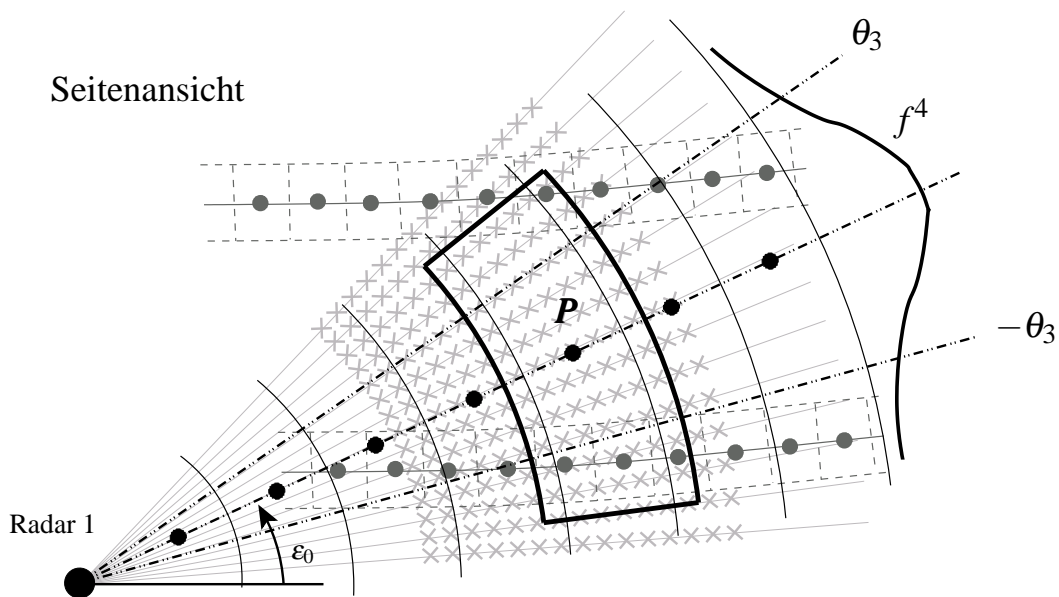 θ₃
Seitenansicht
f⁴
P
−θ₃
Radar 1
ε₀